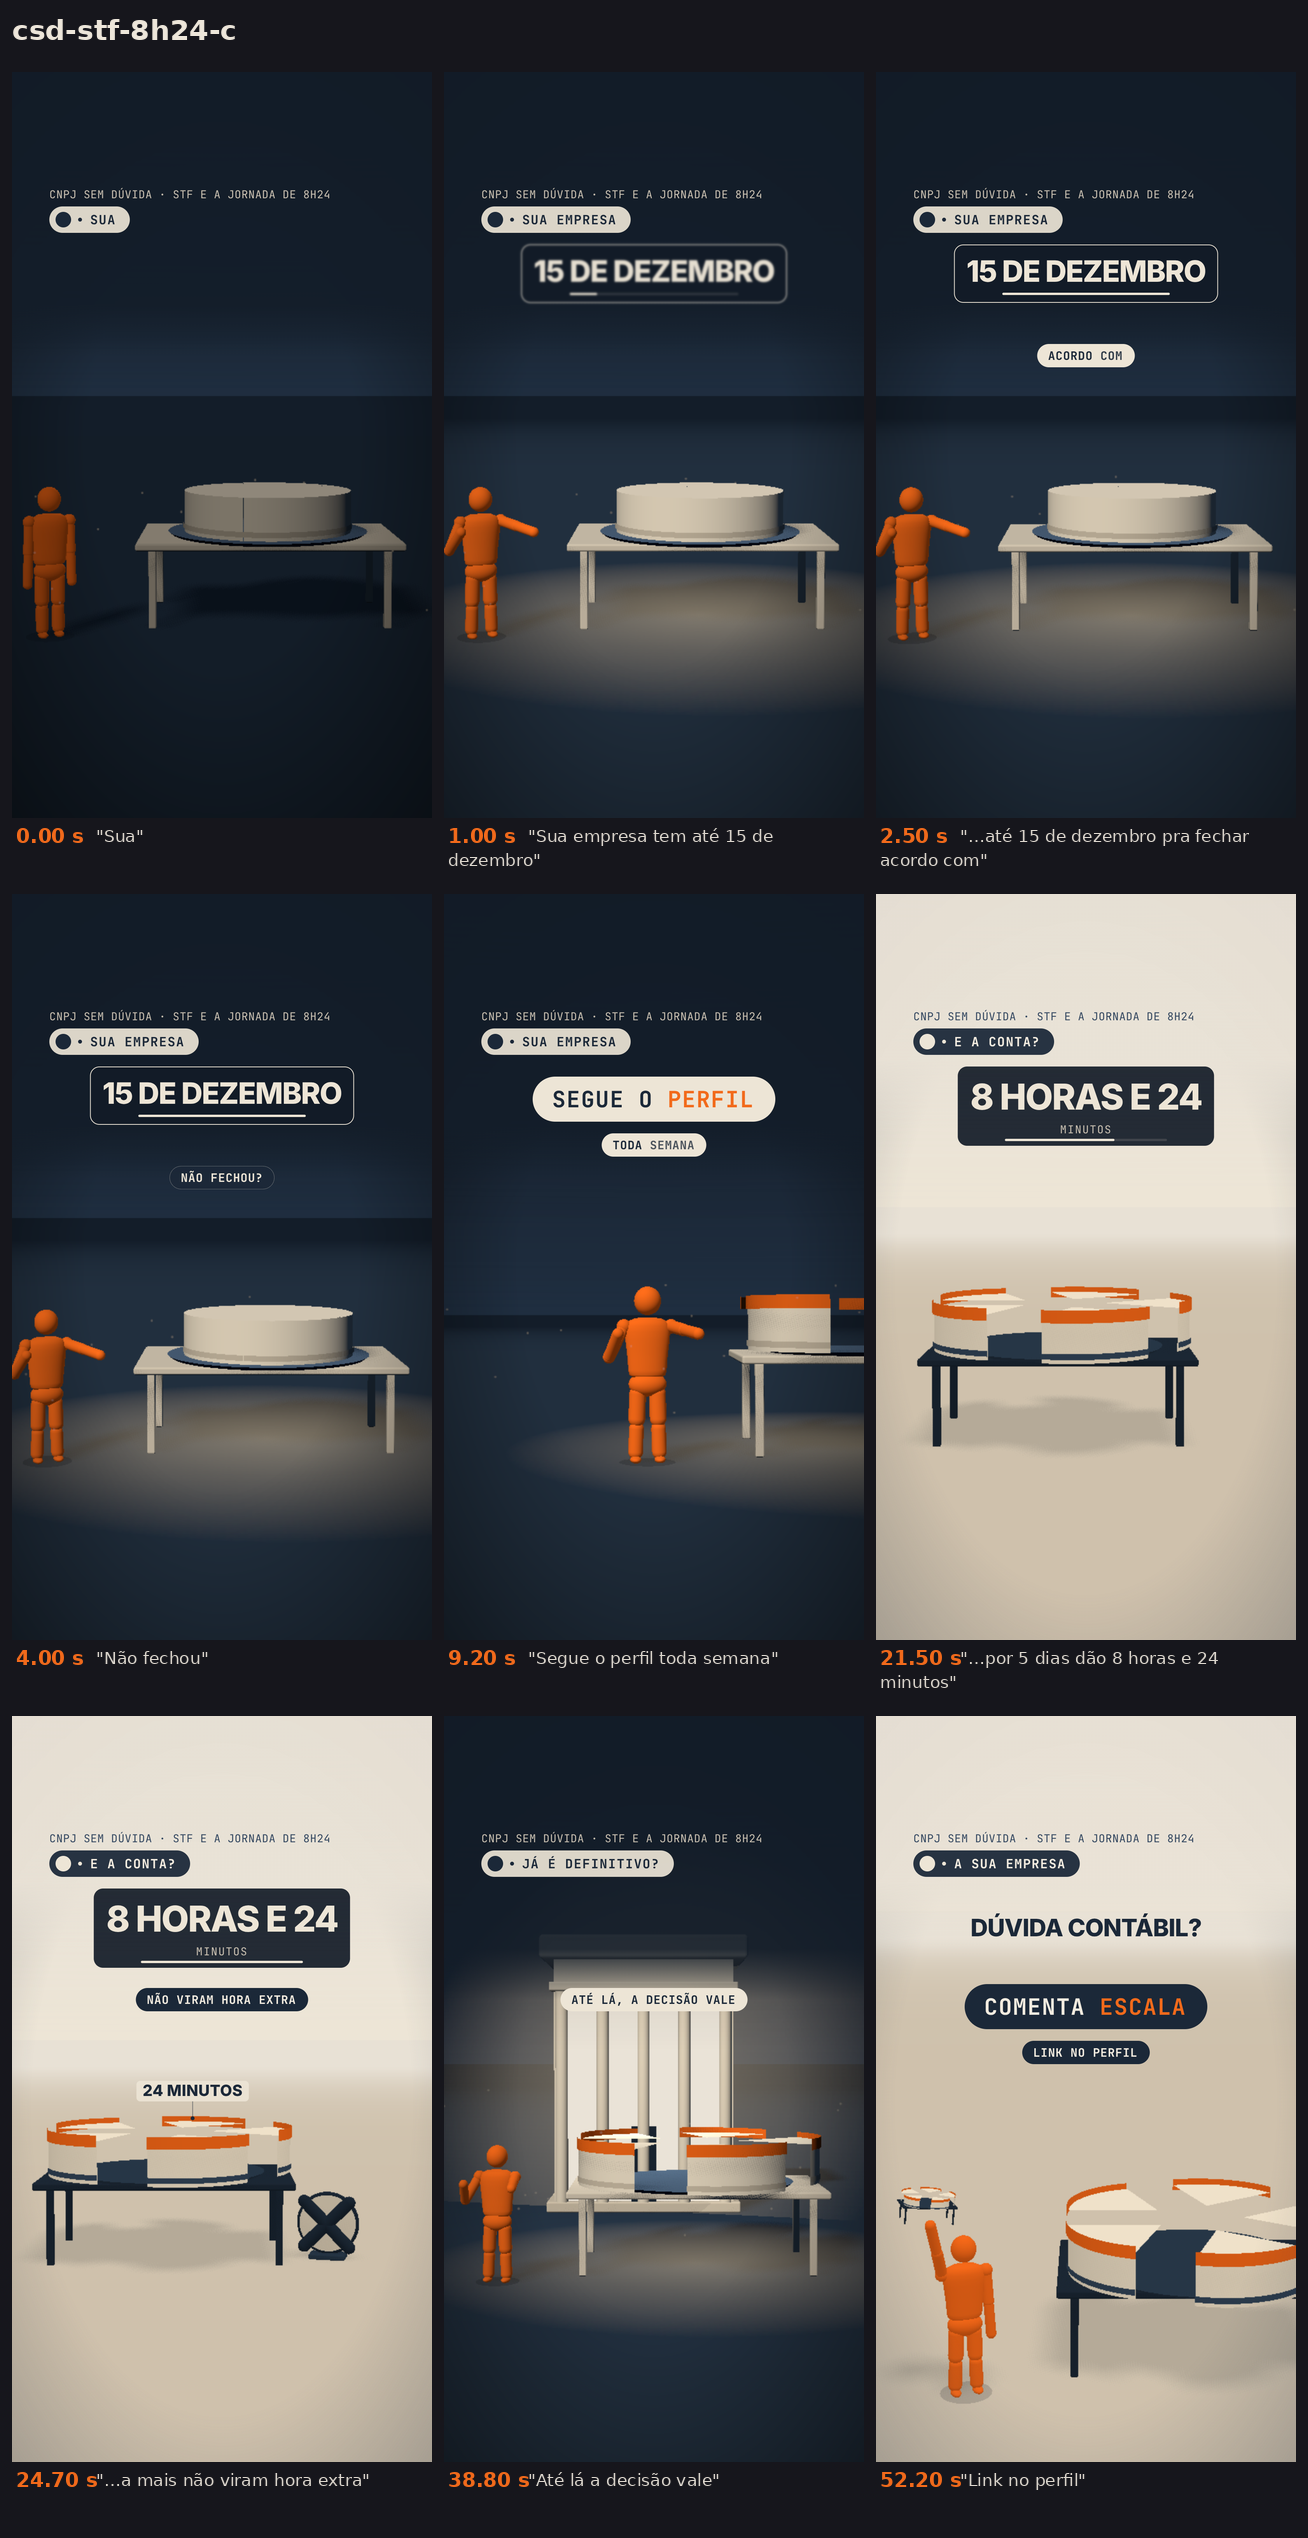 csd-stf-8h24-c
CNPJ SEM DÚVIDA · STF E A JORNADA DE 8H24
• SUA
0.00 s "Sua"
CNPJ SEM DÚVIDA · STF E A JORNADA DE 8H24
• SUA EMPRESA
15 DE DEZEMBRO
1.00 s "Sua empresa tem até 15 de
dezembro"
CNPJ SEM DÚVIDA · STF E A JORNADA DE 8H24
• SUA EMPRESA
15 DE DEZEMBRO
ACORDO COM
2.50 s "...até 15 de dezembro pra fechar
acordo com"
CNPJ SEM DÚVIDA · STF E A JORNADA DE 8H24
• SUA EMPRESA
15 DE DEZEMBRO
NÃO FECHOU?
4.00 s "Não fechou"
CNPJ SEM DÚVIDA · STF E A JORNADA DE 8H24
• SUA EMPRESA
SEGUE O PERFIL
TODA SEMANA
9.20 s "Segue o perfil toda semana"
CNPJ SEM DÚVIDA · STF E A JORNADA DE 8H24
• E A CONTA?
8 HORAS E 24
MINUTOS
21.50 s "...por 5 dias dão 8 horas e 24
minutos"
CNPJ SEM DÚVIDA · STF E A JORNADA DE 8H24
• E A CONTA?
8 HORAS E 24
MINUTOS
NÃO VIRAM HORA EXTRA
24 MINUTOS
24.70 s "...a mais não viram hora extra"
CNPJ SEM DÚVIDA · STF E A JORNADA DE 8H24
• JÁ É DEFINITIVO?
ATÉ LÁ, A DECISÃO VALE
38.80 s "Até lá a decisão vale"
CNPJ SEM DÚVIDA · STF E A JORNADA DE 8H24
• A SUA EMPRESA
DÚVIDA CONTÁBIL?
COMENTA ESCALA
LINK NO PERFIL
52.20 s "Link no perfil"